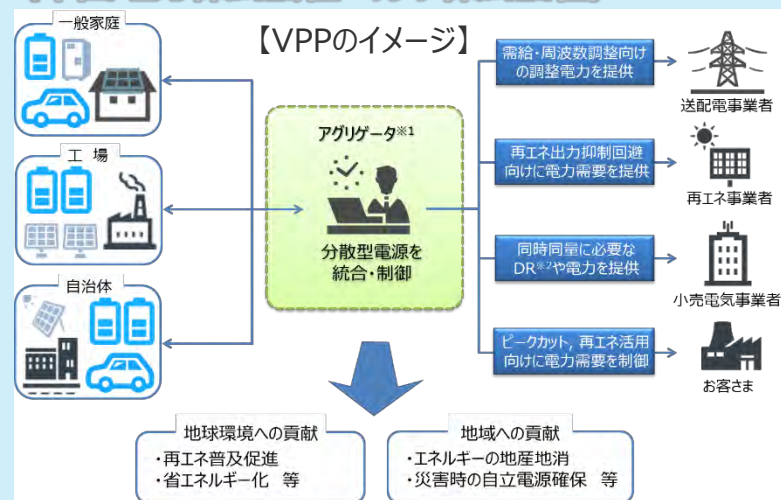 【VPPのイメージ】
一般家庭
工 場
自治体
アグリゲータ※1
分散型電源を
統合・制御
需給・周波数調整向け
の調整電力を提供
送配電事業者
再エネ出力抑制回避
向けに電力需要を提供
再エネ事業者
同時同量に必要な
DR※2や電力を提供
小売電気事業者
ピークカット, 再エネ活用
向けに電力需要を制御
お客さま
地球環境への貢献
・再エネ普及促進
・省エネルギー化 等
地域への貢献
・エネルギーの地産地消
・災害時の自立電源確保 等